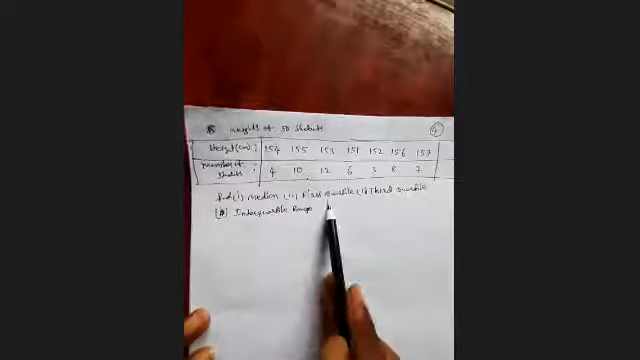 Heights of 50 students
4
Height (cm): 154 155 153 151 152 156 157
Number of students : 4 10 12 6 3 8 7
find (i) median (ii) First quartile (iii) Third quartile
Interquartile Range